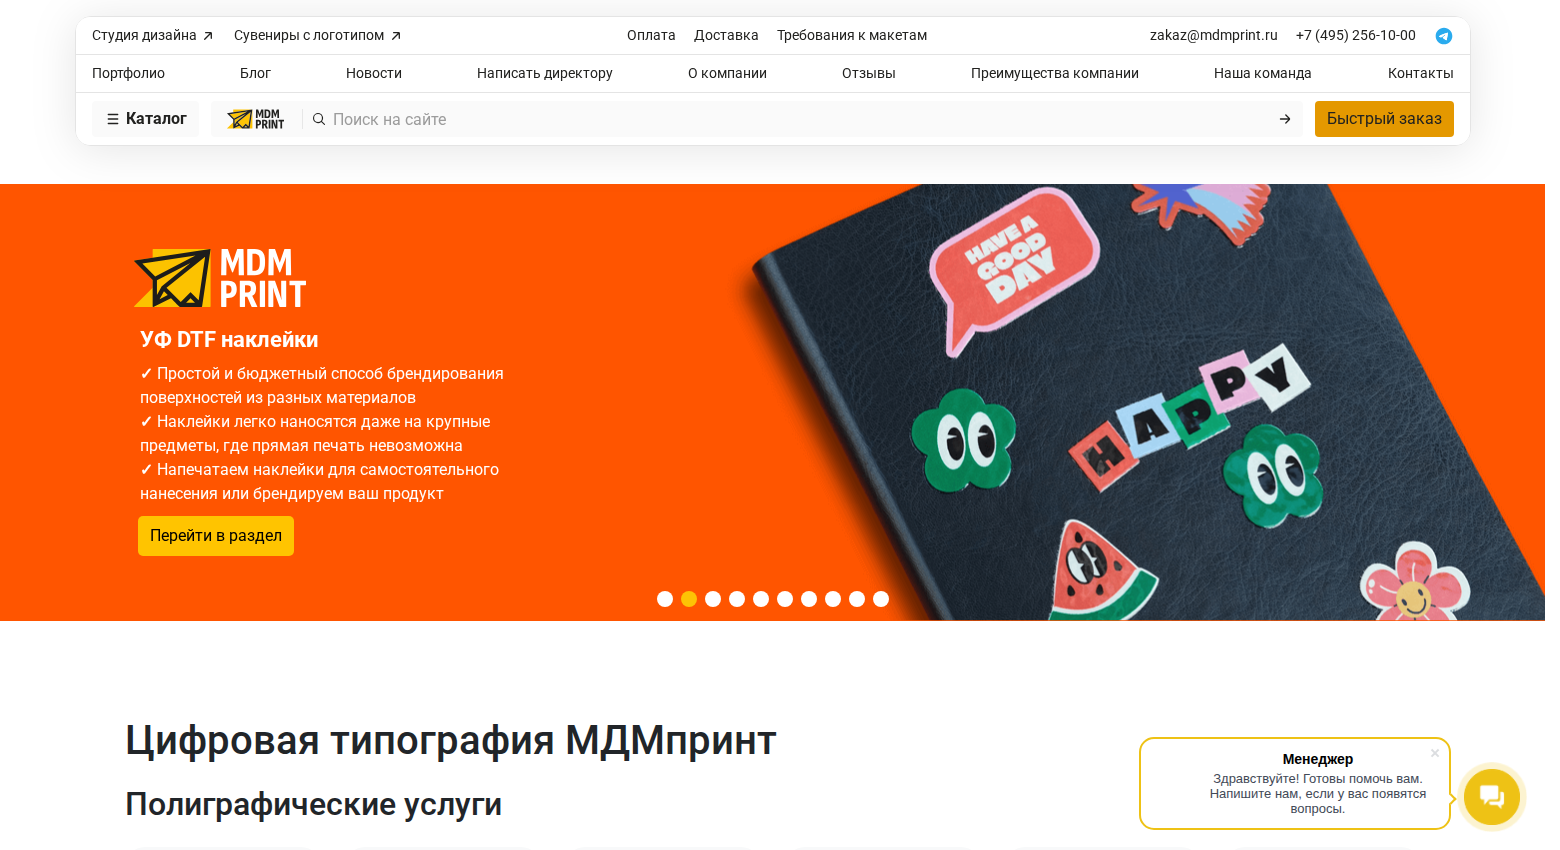 Студия дизайна Сувениры с логотипом Оплата Доставка Требования к макетам zakaz@mdmprint.ru +7 (495) 256-10-00
Портфолио Блог Новости Написать директору О компании Отзывы Преимущества компании Наша команда Контакты
Каталог MDM PRINT Поиск на сайте Быстрый заказ
MDM
PRINT
УФ DTF наклейки
✓ Простой и бюджетный способ брендирования
поверхностей из разных материалов
✓ Наклейки легко наносятся даже на крупные
предметы, где прямая печать невозможна
✓ Напечатаем наклейки для самостоятельного
нанесения или брендируем ваш продукт
Перейти в раздел
HAVE A
GOOD
DAY
HAPPY
Цифровая типография МДМпринт
Полиграфические услуги
Менеджер
Здравствуйте! Готовы помочь вам.
Напишите нам, если у вас появятся
вопросы.